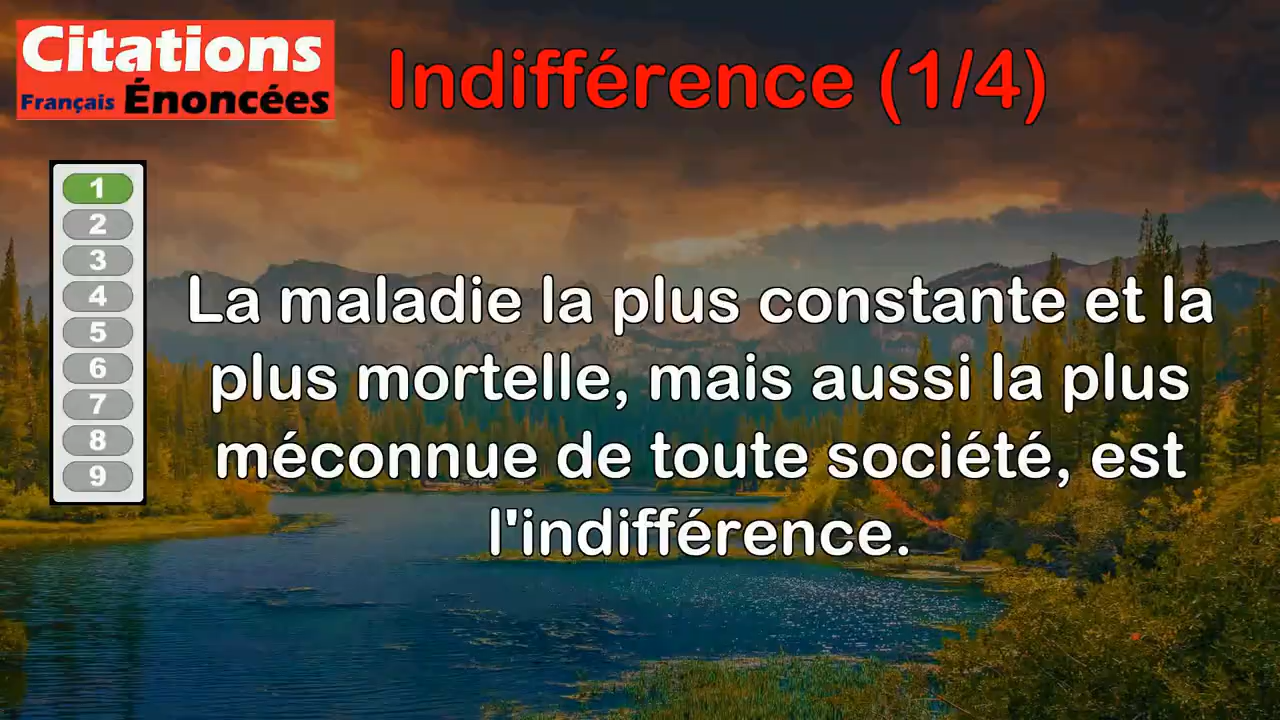 Citations
Français Énoncées
Indifférence (1/4)
1
2
3
4
5
6
7
8
9
La maladie la plus constante et la
plus mortelle, mais aussi la plus
méconnue de toute société, est
l'indifférence.